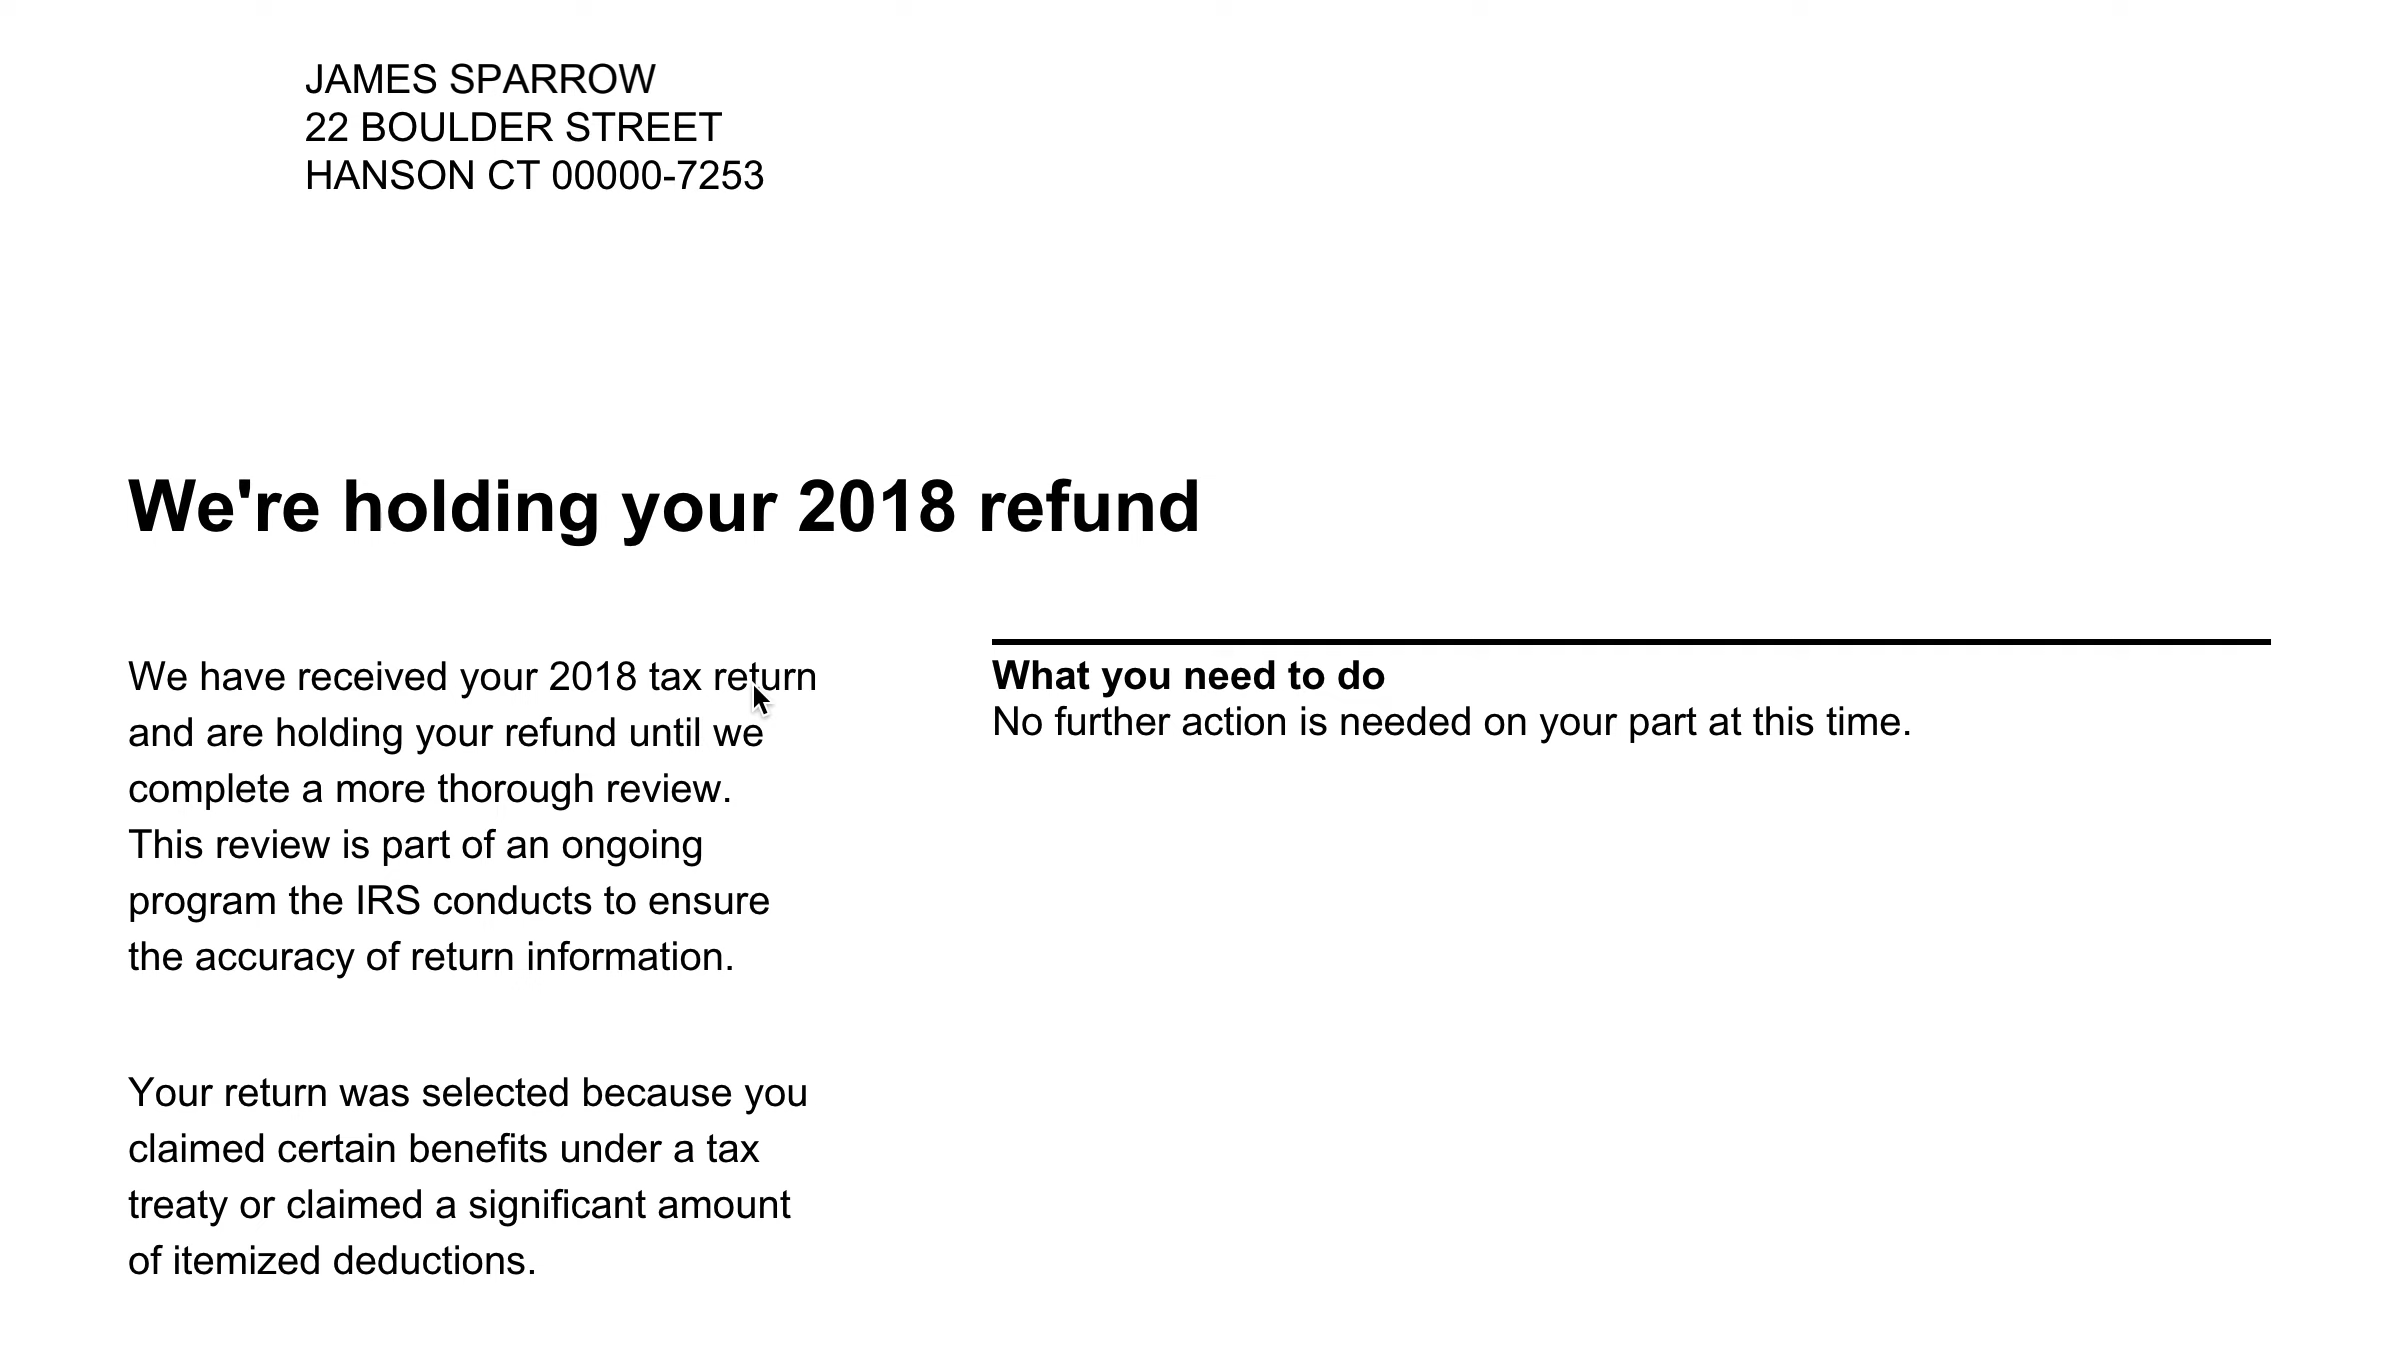 JAMES SPARROW
22 BOULDER STREET
HANSON CT 00000-7253
We're holding your 2018 refund
We have received your 2018 tax return
and are holding your refund until we
complete a more thorough review.
This review is part of an ongoing
program the IRS conducts to ensure
the accuracy of return information.
Your return was selected because you
claimed certain benefits under a tax
treaty or claimed a significant amount
of itemized deductions.
What you need to do
No further action is needed on your part at this time.